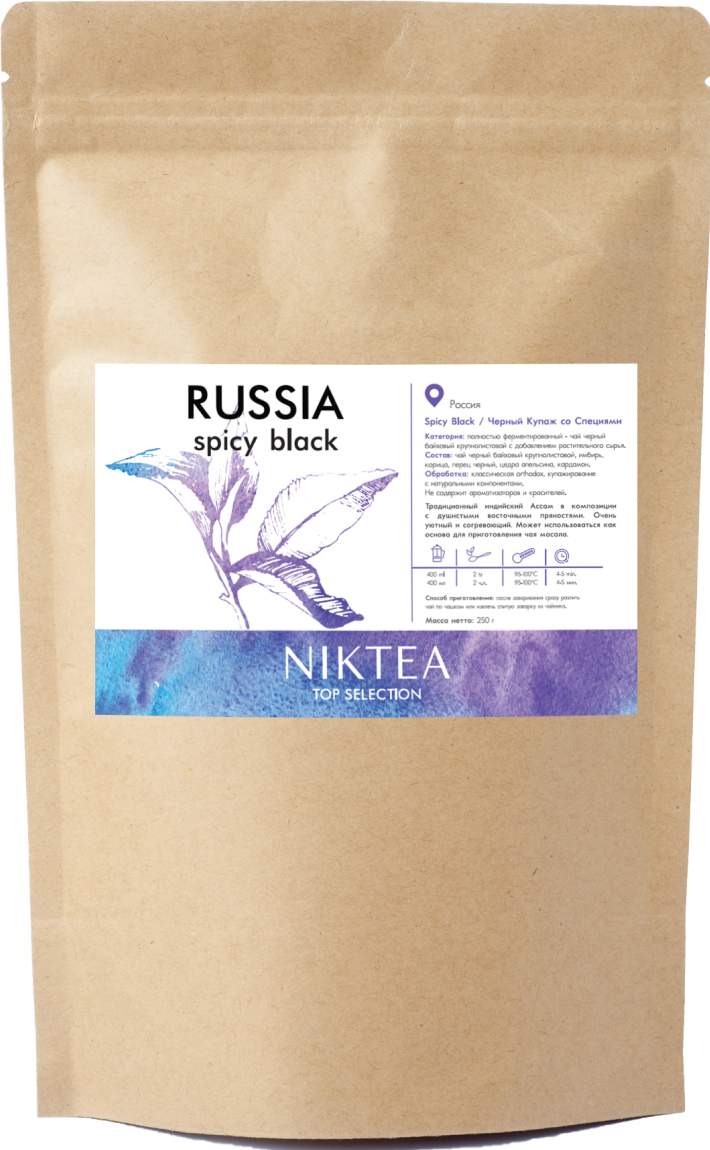 RUSSIA
spicy black
Россия
Spicy Black / Черный Купаж со Специями
Категория: полностью ферментированный - чай черный
байховый крупнолистовой с добавлением растительного сырья.
Состав: чай черный байховый крупнолистовой, имбирь,
корица, перец черный, цедра апельсина, кардамон.
Обработка: классическая orthodox, купажирование
с натуральными компонентами.
Не содержит ароматизаторов и красителей.
Традиционный индийский Ассам в композиции
с душистыми восточными пряностями. Очень
уютный и согревающий. Может использоваться как
основа для приготовления чая масала.
400 ml 2 ts 95-100°C 4-5 min.
400 мл 2 ч.л. 95-100°C 4-5 мин.
Способ приготовления: после заваривания сразу разлить
чай по чашкам или извлечь спитую заварку из чайника.
Масса нетто: 250 г
NIKTEA
TOP SELECTION